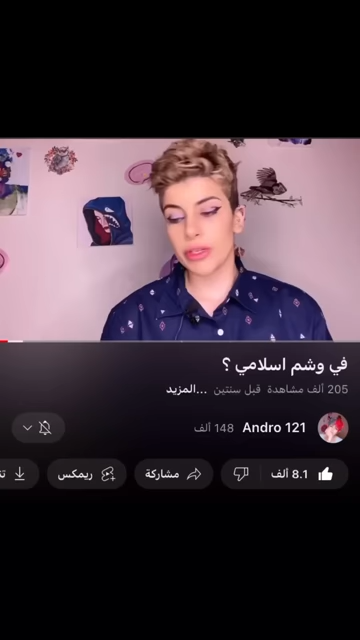 في وشم اسلامي ؟
205 ألف مشاهدة قبل سنتين ...المزيد
Andro 121 148 ألف
8.1 ألف مشاركة ريمكس